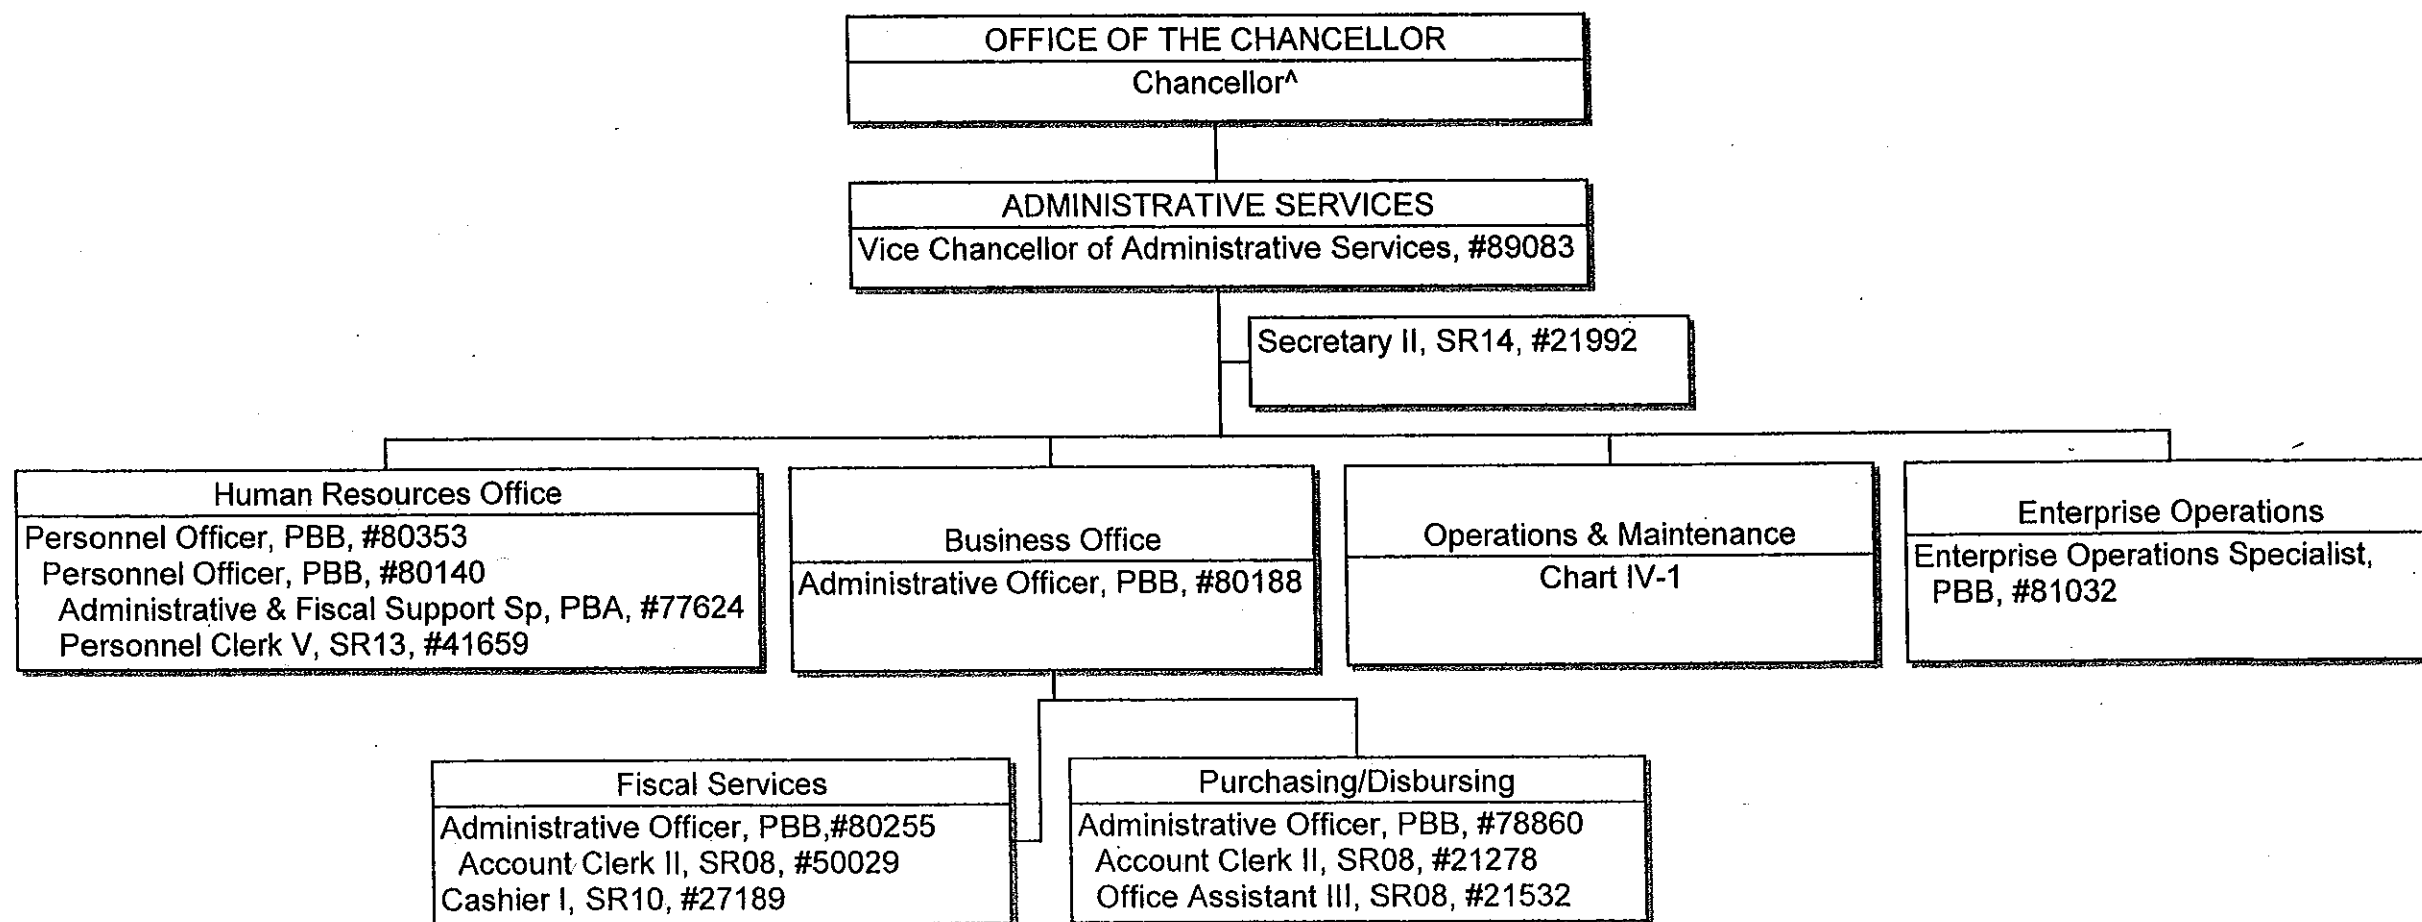 OFFICE OF THE CHANCELLOR
Chancellor^
ADMINISTRATIVE SERVICES
Vice Chancellor of Administrative Services, #89083
Secretary II, SR14, #21992
Human Resources Office
Personnel Officer, PBB, #80353
Personnel Officer, PBB, #80140
Administrative & Fiscal Support Sp, PBA, #77624
Personnel Clerk V, SR13, #41659
Business Office
Administrative Officer, PBB, #80188
Operations & Maintenance
Chart IV-1
Enterprise Operations
Enterprise Operations Specialist,
PBB, #81032
Fiscal Services
Administrative Officer, PBB,#80255
Account Clerk II, SR08, #50029
Cashier I, SR10, #27189
Purchasing/Disbursing
Administrative Officer, PBB, #78860
Account Clerk II, SR08, #21278
Office Assistant III, SR08, #21532